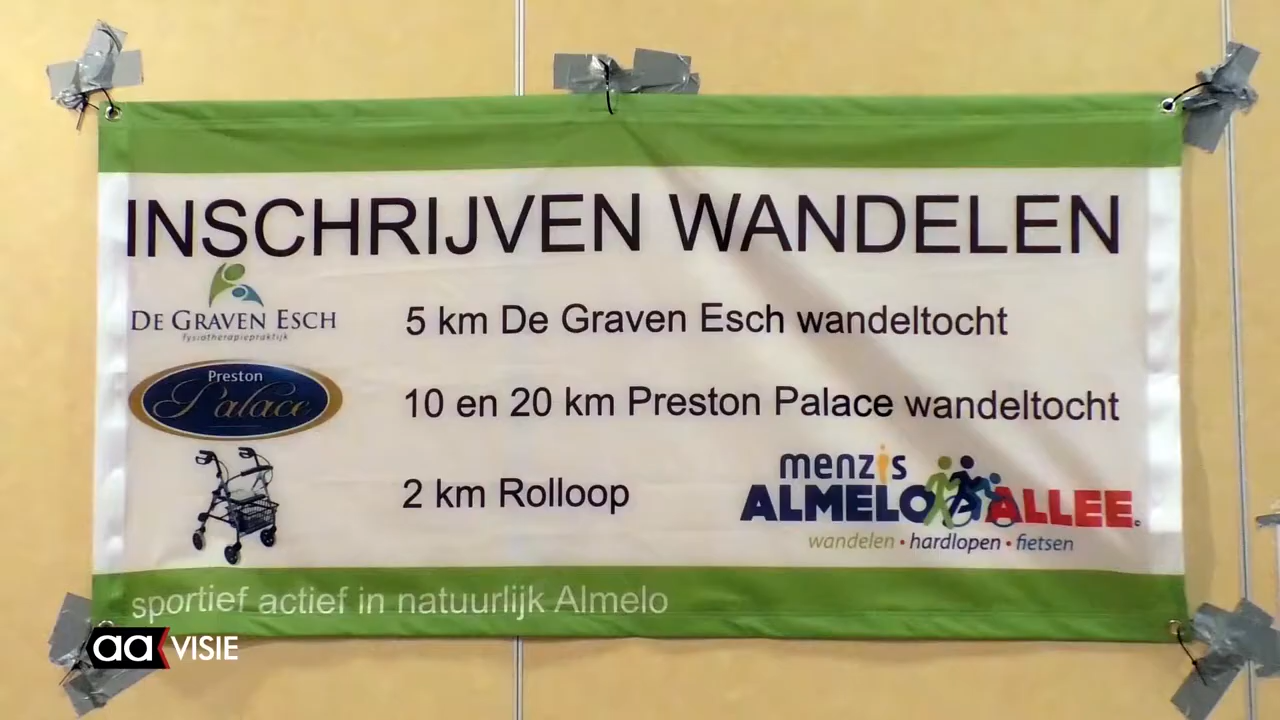 INSCHRIJVEN WANDELEN
DE GRAVEN ESCH
fysiotherapiepraktijk
5 km De Graven Esch wandeltocht
Preston
Palace
10 en 20 km Preston Palace wandeltocht
2 km Rolloop
menzis
ALMELO ALLEE
wandelen • hardlopen • fietsen
sportief actief in natuurlijk Almelo
aa VISIE